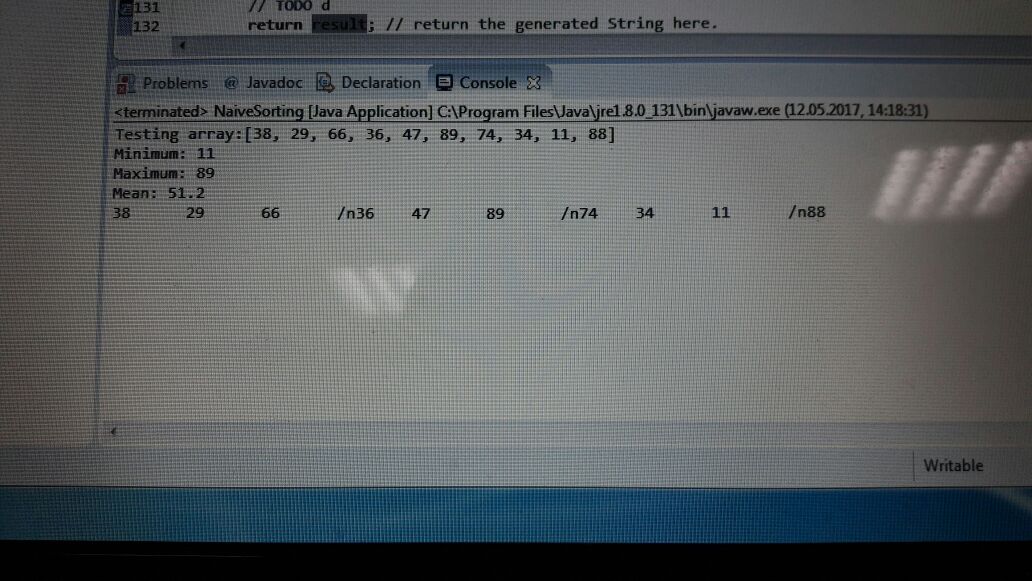 131 // TODO d
132 return result; // return the generated String here.
Problems @ Javadoc Declaration Console
<terminated> NaiveSorting [Java Application] C:\Program Files\Java\jre1.8.0_131\bin\javaw.exe (12.05.2017, 14:18:31)
Testing array:[38, 29, 66, 36, 47, 89, 74, 34, 11, 88]
Minimum: 11
Maximum: 89
Mean: 51.2
38 29 66 /n36 47 89 /n74 34 11 /n88
Writable